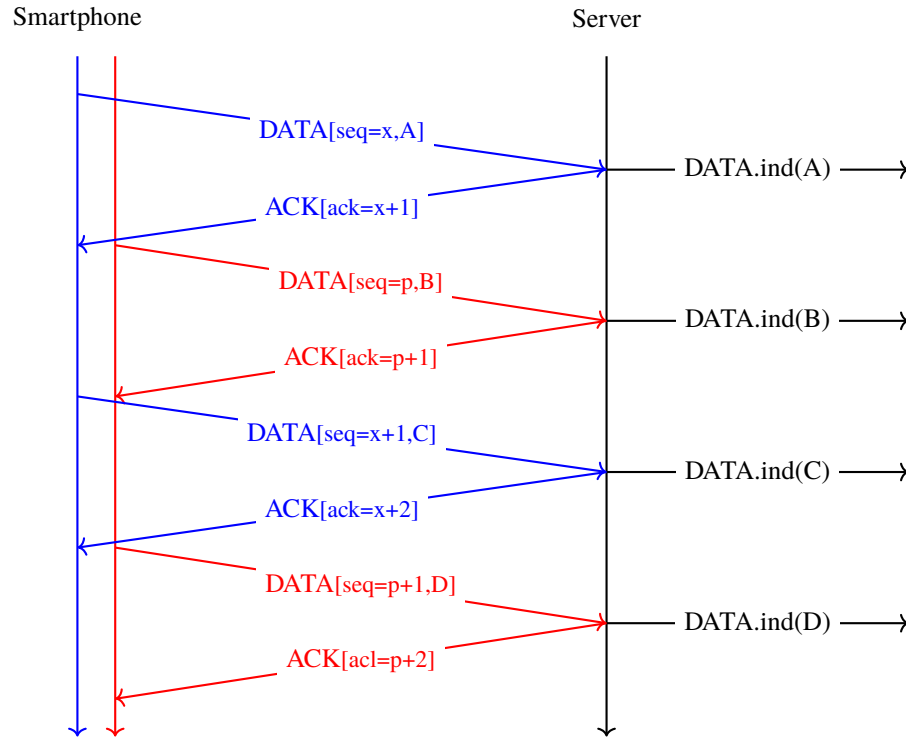 Smartphone
Server
DATA[seq=x,A]
DATA.ind(A)
ACK[ack=x+1]
DATA[seq=p,B]
DATA.ind(B)
ACK[ack=p+1]
DATA[seq=x+1,C]
DATA.ind(C)
ACK[ack=x+2]
DATA[seq=p+1,D]
DATA.ind(D)
ACK[acl=p+2]